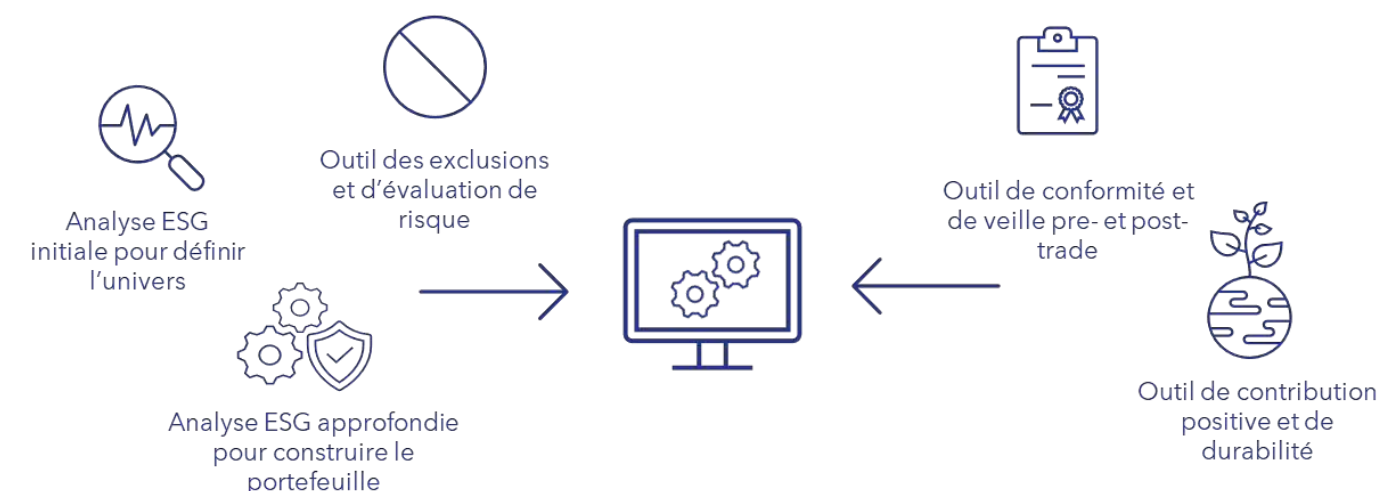 Outil des exclusions
et d'évaluation de
risque
Analyse ESG
initiale pour définir
l'univers
Analyse ESG approfondie
pour construire le
portefeuille
Outil de conformité et
de veille pre- et post-
trade
Outil de contribution
positive et de
durabilité